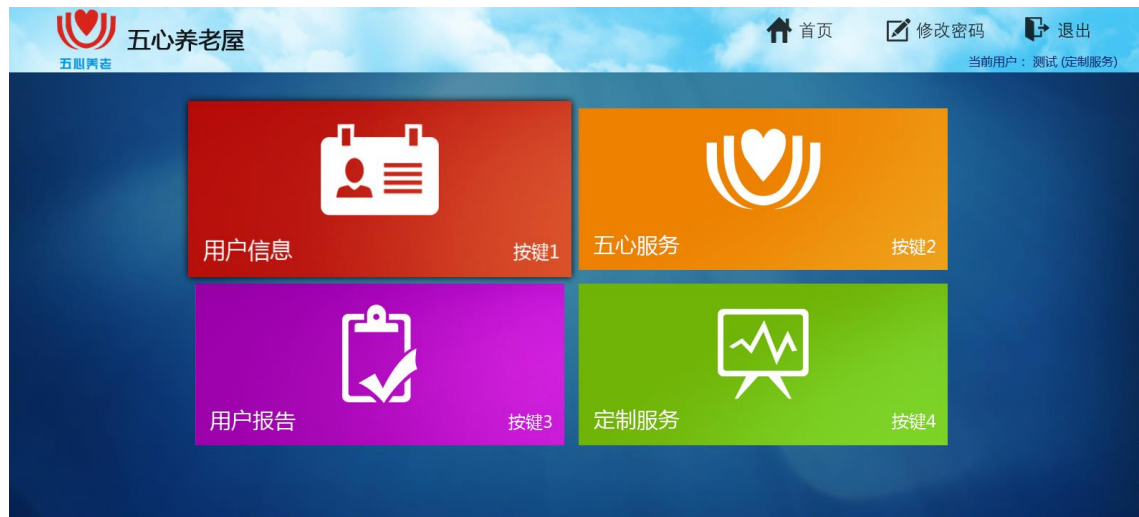 五心养老屋
五心养老
首页
修改密码
退出
当前用户： 测试 (定制服务)
用户信息
按键1
五心服务
按键2
用户报告
按键3
定制服务
按键4